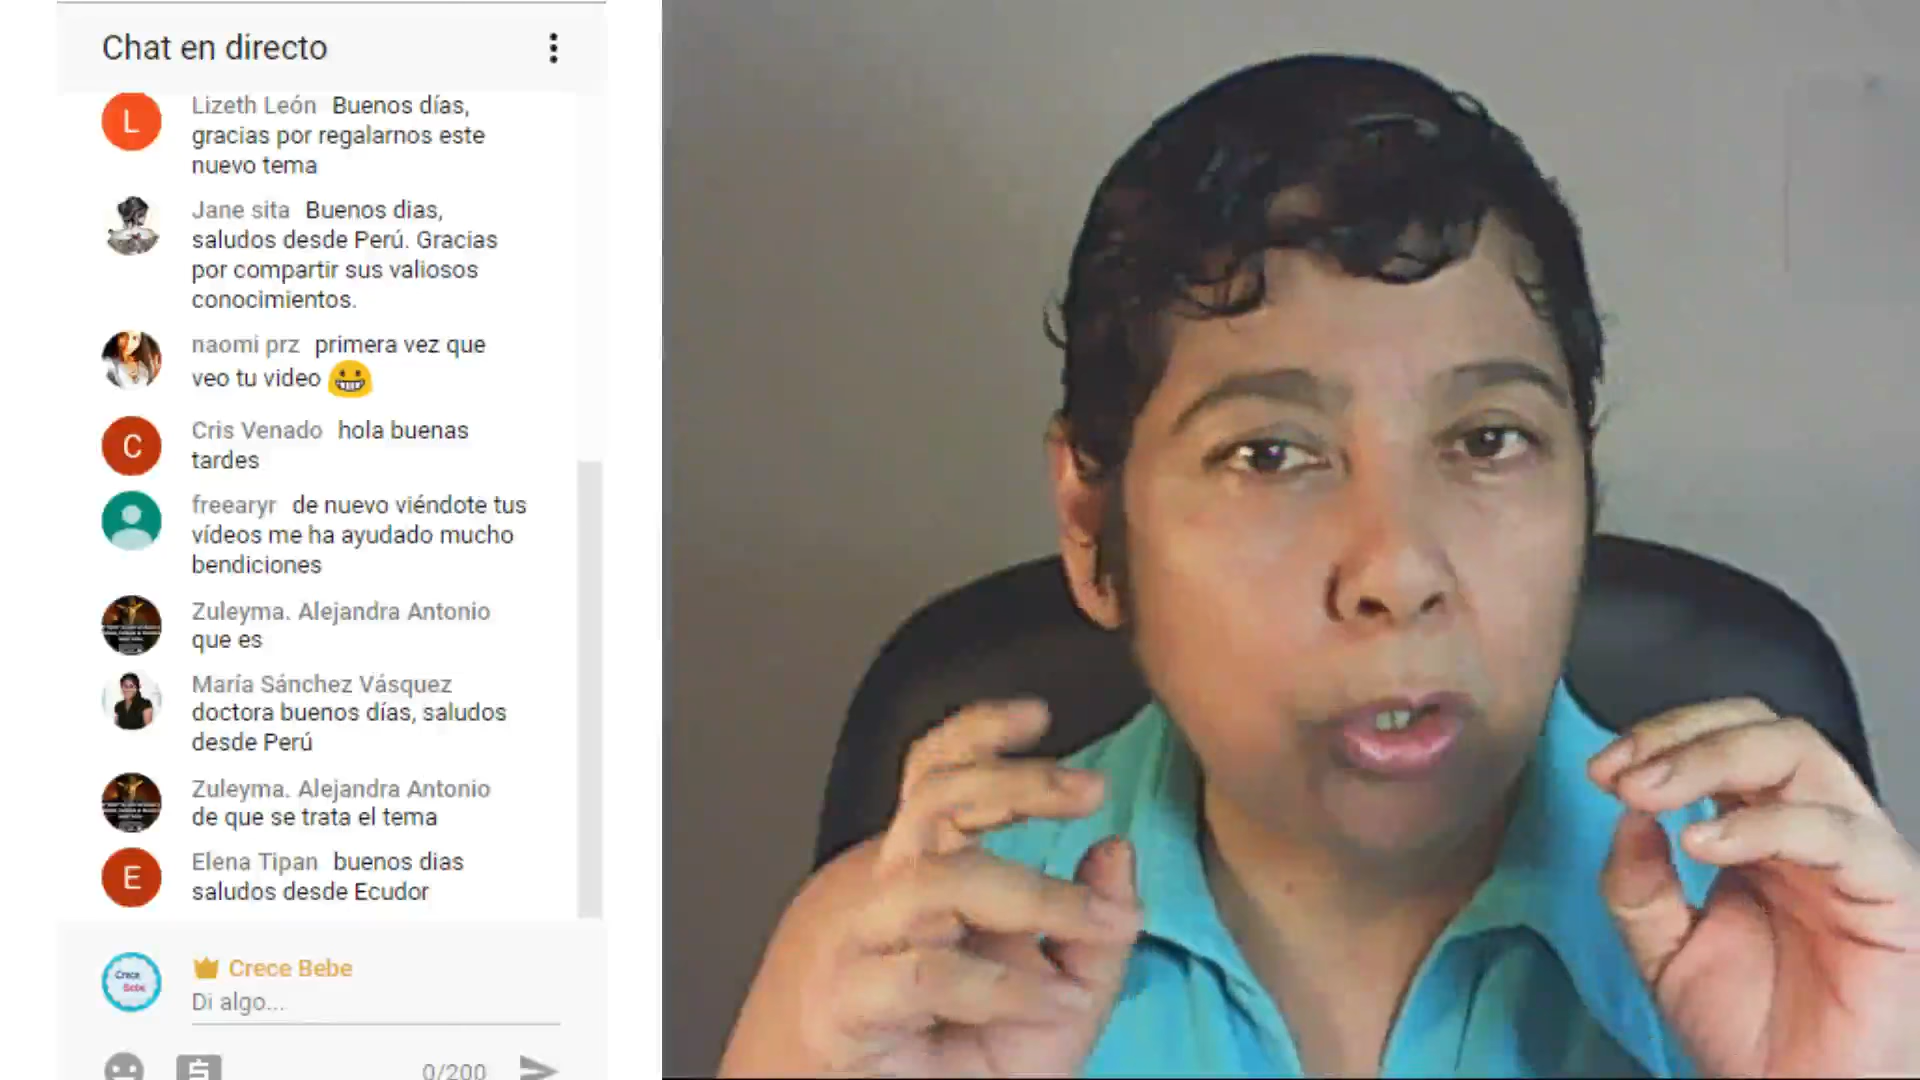 Chat en directo
Lizeth León Buenos días,
gracias por regalarnos este
nuevo tema
Jane sita Buenos dias,
saludos desde Perú. Gracias
por compartir sus valiosos
conocimientos.
naomi prz primera vez que
veo tu video
Cris Venado hola buenas
tardes
freearyr de nuevo viéndote tus
vídeos me ha ayudado mucho
bendiciones
Zuleyma. Alejandra Antonio
que es
María Sánchez Vásquez
doctora buenos días, saludos
desde Perú
Zuleyma. Alejandra Antonio
de que se trata el tema
Elena Tipan buenos dias
saludos desde Ecudor
Crece Bebe
Di algo...
0/200
L
C
E
Crece
Bebe